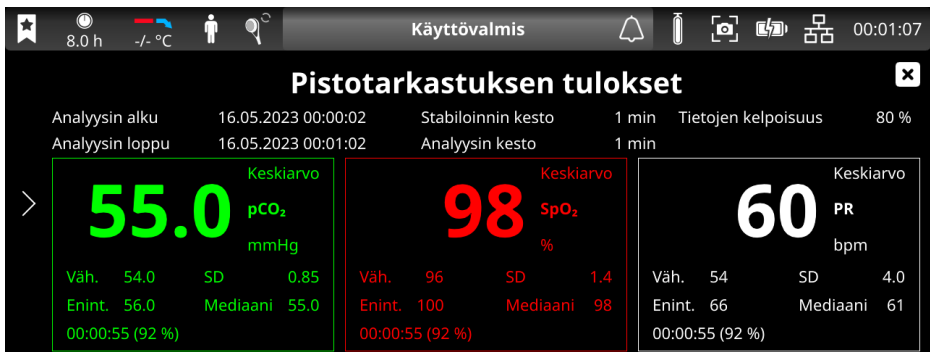 8.0 h -/- °C Käyttövalmis 00:01:07
Pistotarkastuksen tulokset
Analyysin alku 16.05.2023 00:00:02 Stabiloinnin kesto 1 min Tietojen kelpoisuus 80 %
Analyysin loppu 16.05.2023 00:01:02 Analyysin kesto 1 min
Keskiarvo Keskiarvo Keskiarvo
55.0 pCO₂ 98 SpO₂ 60 PR
mmHg % bpm
Väh. 54.0 SD 0.85 Väh. 96 SD 1.4 Väh. 54 SD 4.0
Enint. 56.0 Mediaani 55.0 Enint. 100 Mediaani 98 Enint. 66 Mediaani 61
00:00:55 (92 %) 00:00:55 (92 %) 00:00:55 (92 %)